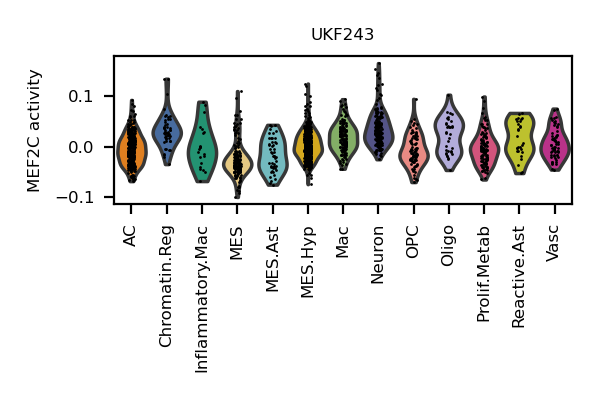 UKF243
MEF2C activity
0.1
0.0
−0.1
AC
Chromatin.Reg
Inflammatory.Mac
MES
MES.Ast
MES.Hyp
Mac
Neuron
OPC
Oligo
Prolif.Metab
Reactive.Ast
Vasc